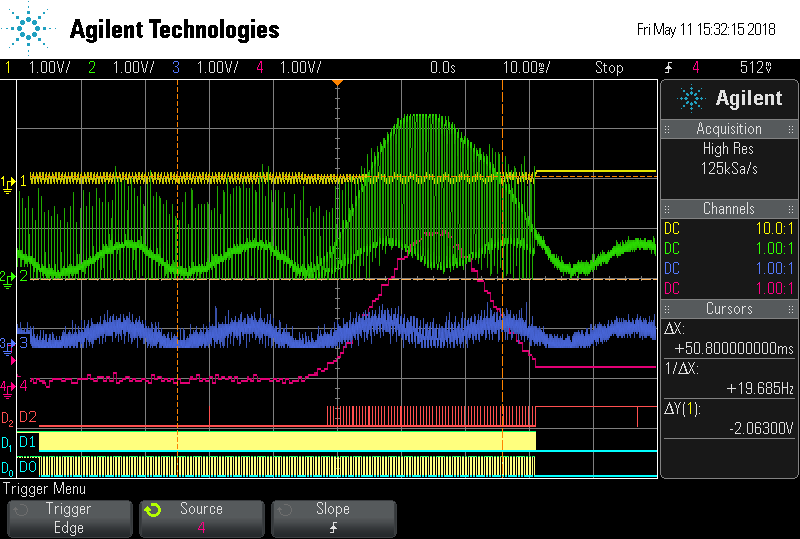 Agilent Technologies
Fri May 11 15:32:15 2018
1 1.00V/ 2 1.00V/ 3 1.00V/ 4 1.00V/ 0.0s 10.00ms/ Stop 4 512mV
Agilent
Acquisition
High Res
125kSa/s
Channels
DC 10.0:1
DC 1.00:1
DC 1.00:1
DC 1.00:1
Cursors
ΔX:
+50.800000000ms
1/ΔX:
+19.685Hz
ΔY(1):
-2.06300V
1 1
2 2
3 3
4 4
D2 D2
D1 D1
D0 D0
Trigger Menu
Trigger
Edge
Source
4
Slope